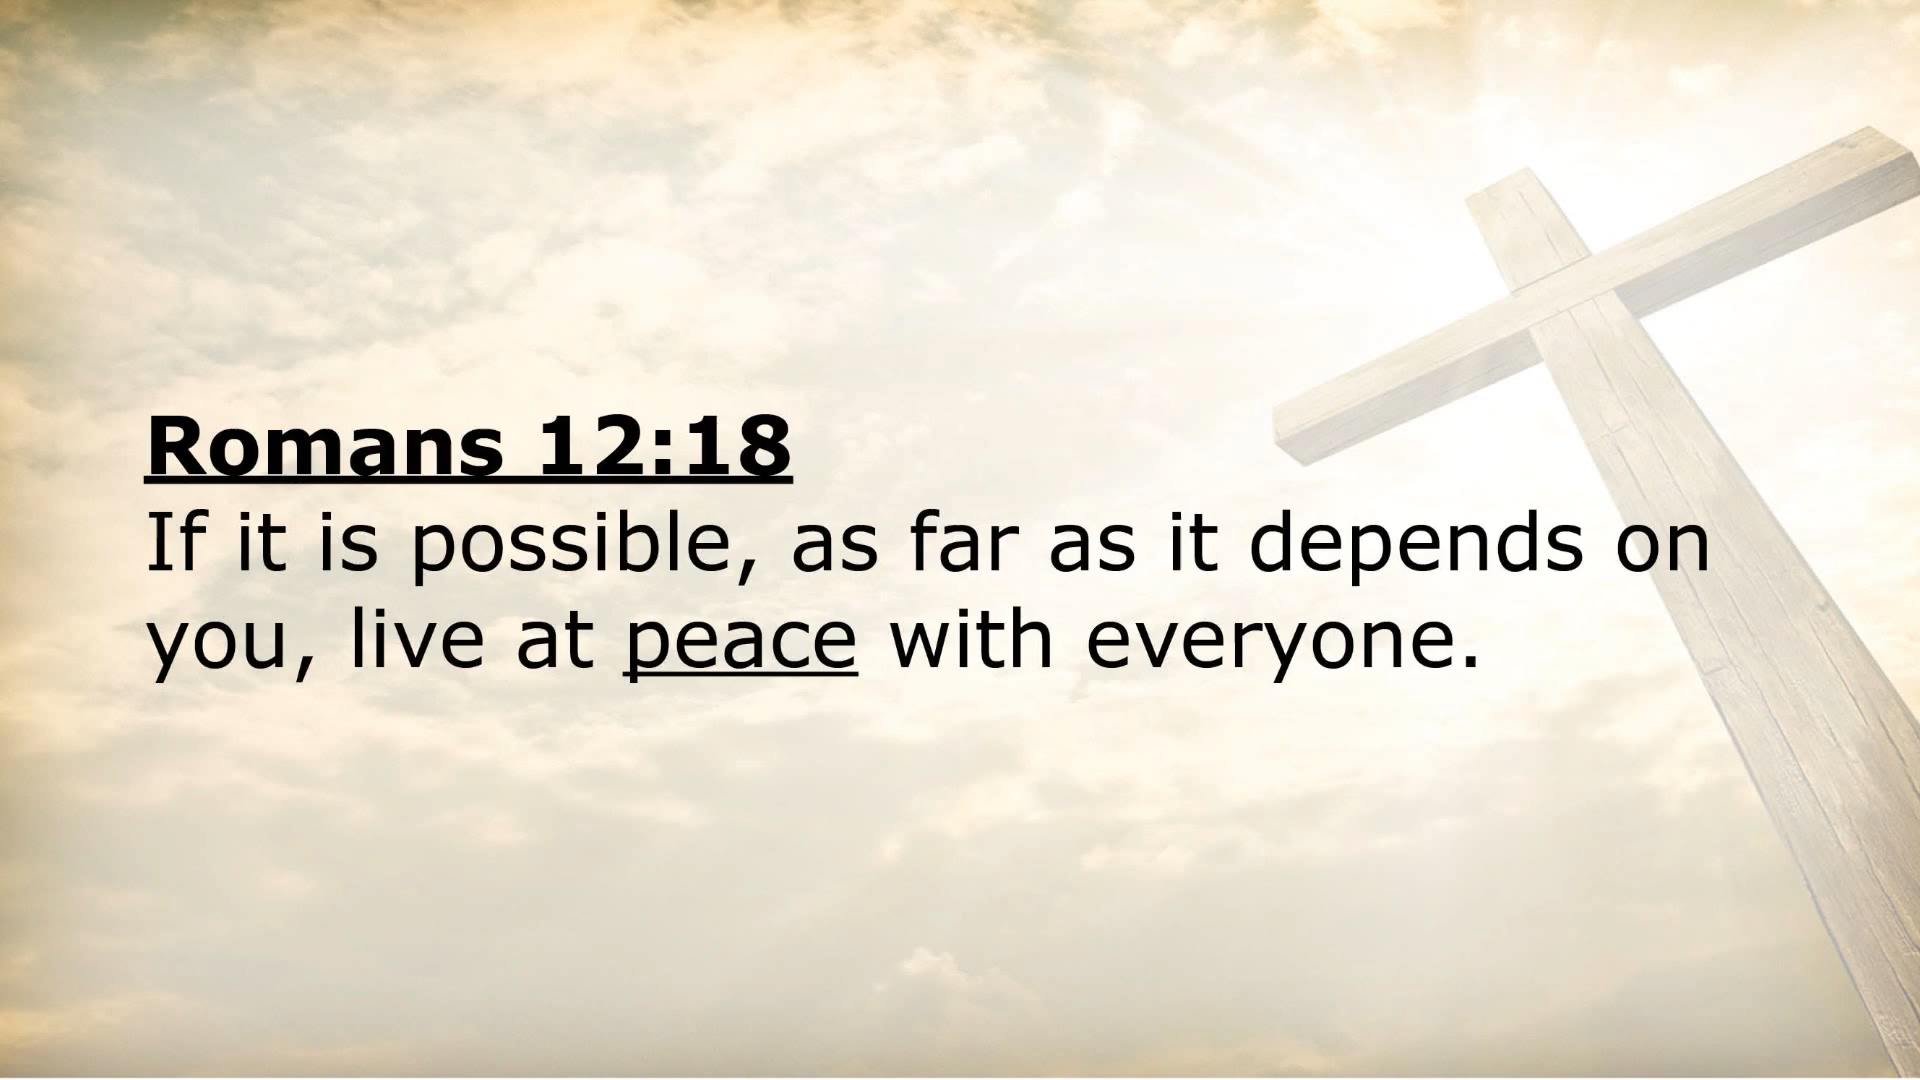 Romans 12:18
If it is possible, as far as it depends on
you, live at peace with everyone.